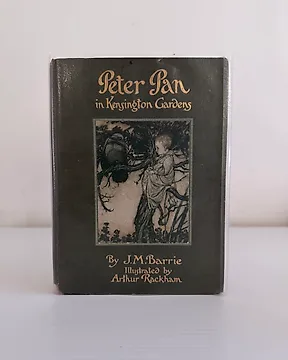 Peter Pan
in Kensington Gardens
By J.M.Barrie
Illustrated by
Arthur Rackham.